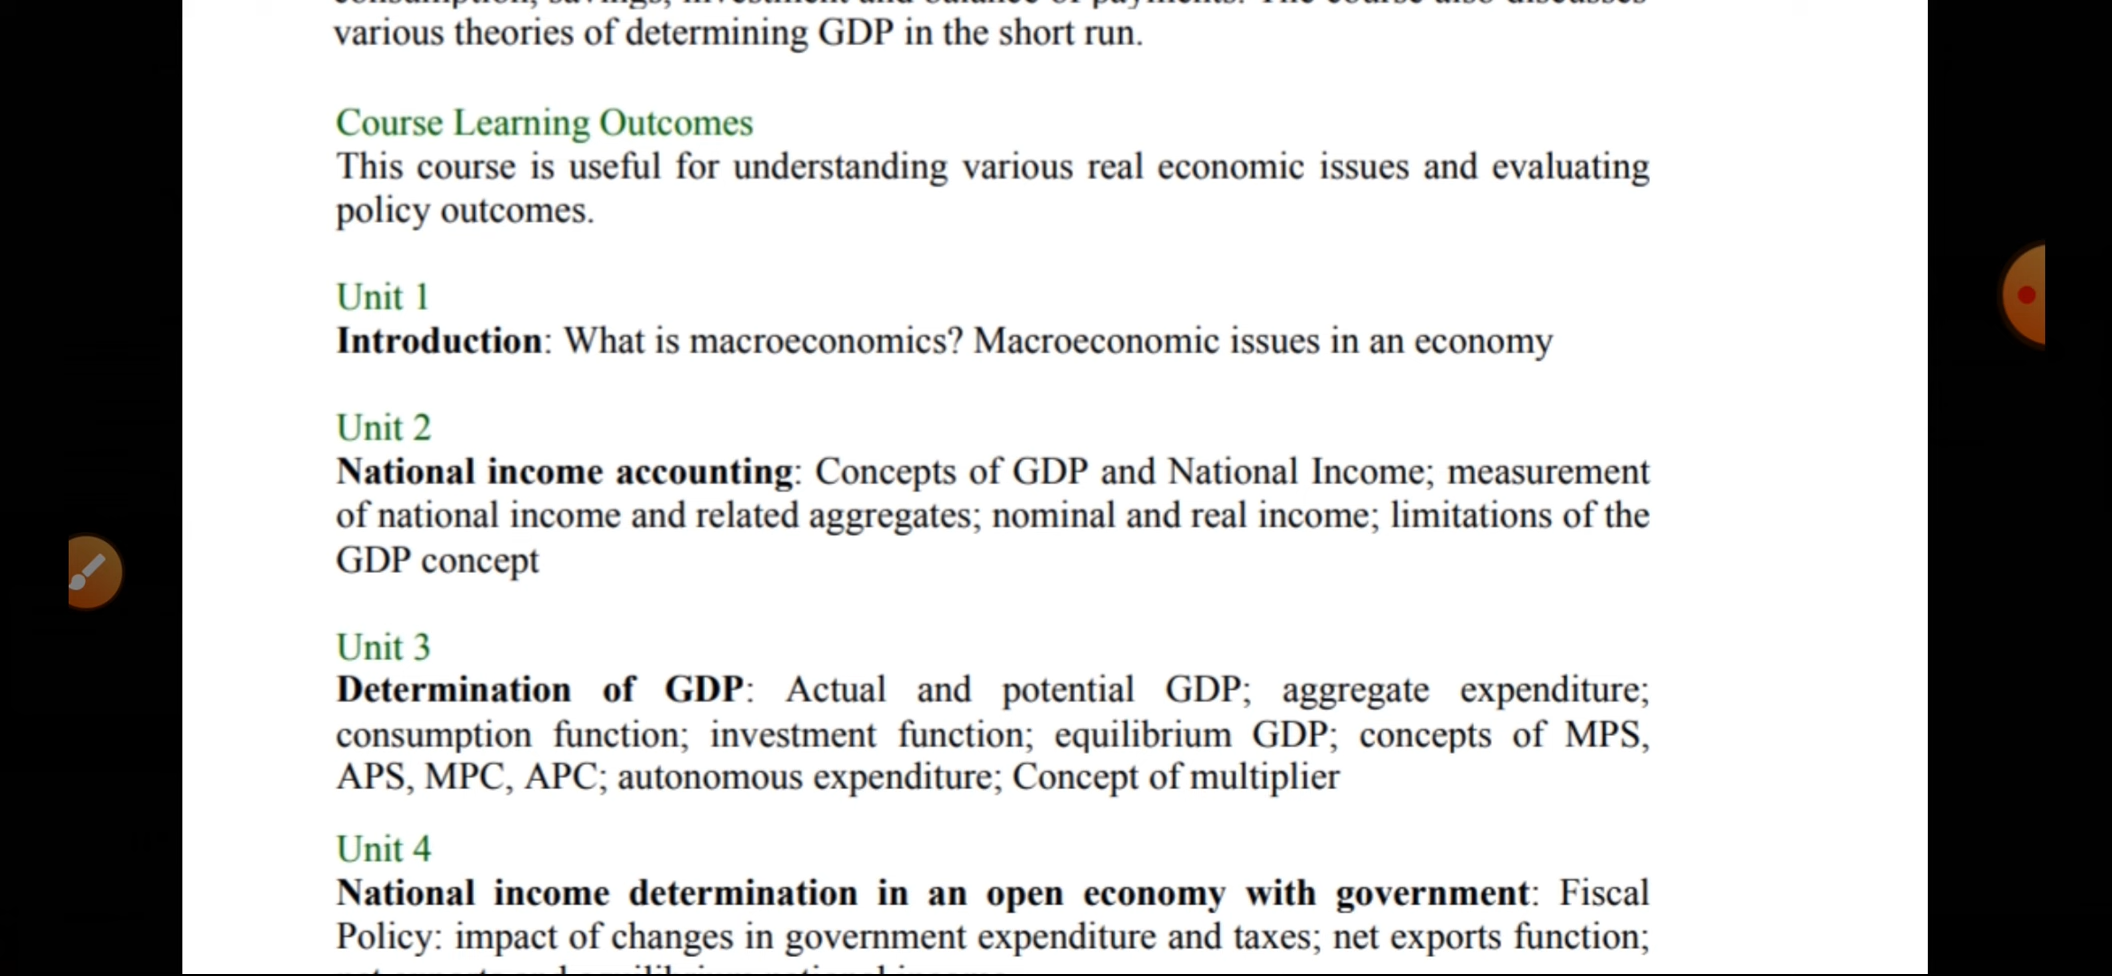 various theories of determining GDP in the short run.
Course Learning Outcomes
This course is useful for understanding various real economic issues and evaluating
policy outcomes.
Unit 1
Introduction: What is macroeconomics? Macroeconomic issues in an economy
Unit 2
National income accounting: Concepts of GDP and National Income; measurement
of national income and related aggregates; nominal and real income; limitations of the
GDP concept
Unit 3
Determination of GDP: Actual and potential GDP; aggregate expenditure;
consumption function; investment function; equilibrium GDP; concepts of MPS,
APS, MPC, APC; autonomous expenditure; Concept of multiplier
Unit 4
National income determination in an open economy with government: Fiscal
Policy: impact of changes in government expenditure and taxes; net exports function;